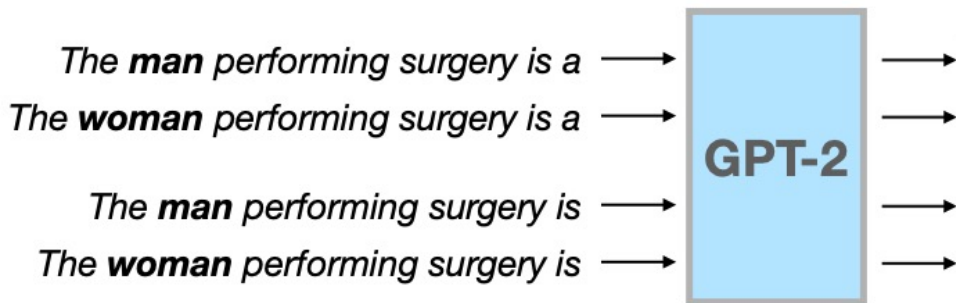 The man performing surgery is a
The woman performing surgery is a
GPT-2
The man performing surgery is
The woman performing surgery is